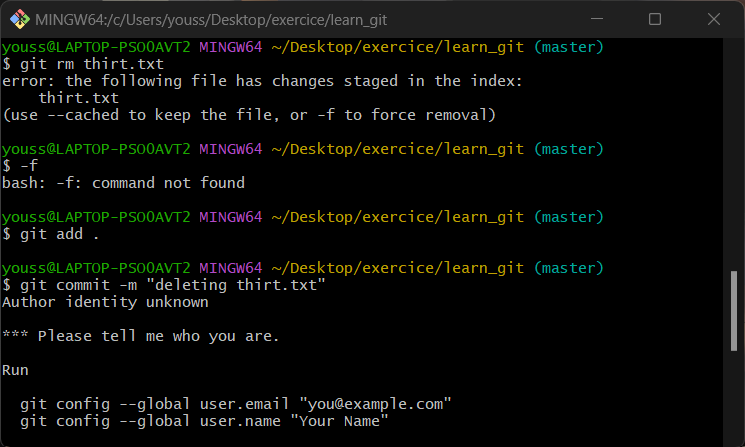 MINGW64:/c/Users/youss/Desktop/exercice/learn_git
youss@LAPTOP-PSO0AVT2 MINGW64 ~/Desktop/exercice/learn_git (master)
$ git rm thirt.txt
error: the following file has changes staged in the index:
    thirt.txt
(use --cached to keep the file, or -f to force removal)
youss@LAPTOP-PSO0AVT2 MINGW64 ~/Desktop/exercice/learn_git (master)
$ -f
bash: -f: command not found
youss@LAPTOP-PSO0AVT2 MINGW64 ~/Desktop/exercice/learn_git (master)
$ git add .
youss@LAPTOP-PSO0AVT2 MINGW64 ~/Desktop/exercice/learn_git (master)
$ git commit -m "deleting thirt.txt"
Author identity unknown
*** Please tell me who you are.
Run
  git config --global user.email "you@example.com"
  git config --global user.name "Your Name"